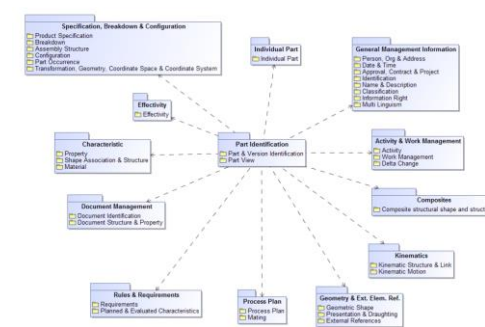 Specification, Breakdown & Configuration
Product Specification
Breakdown
Assembly Structure
Configuration
Part Occurrence
Transformation, Geometry, Coordinate Space & Coordinate System
Individual Part
Individual Part
General Management Information
Person, Org & Address
Date & Time
Approval, Contract & Project
Identification
Name & Description
Classification
Information Right
Multi Linguism
Effectivity
Effectivity
Characteristic
Property
Shape Association & Structure
Material
Part Identification
Part & Version Identification
Part View
Activity & Work Management
Activity
Work Management
Delta Change
Document Management
Document Identification
Document Structure & Property
Composites
Composite structural shape and struct
Kinematics
Kinematic Structure & Link
Kinematic Motion
Rules & Requirements
Requirements
Planned & Evaluated Characteristics
Process Plan
Process Plan
Mating
Geometry & Ext. Elem. Ref.
Geometric Shape
Presentation & Draughting
External References